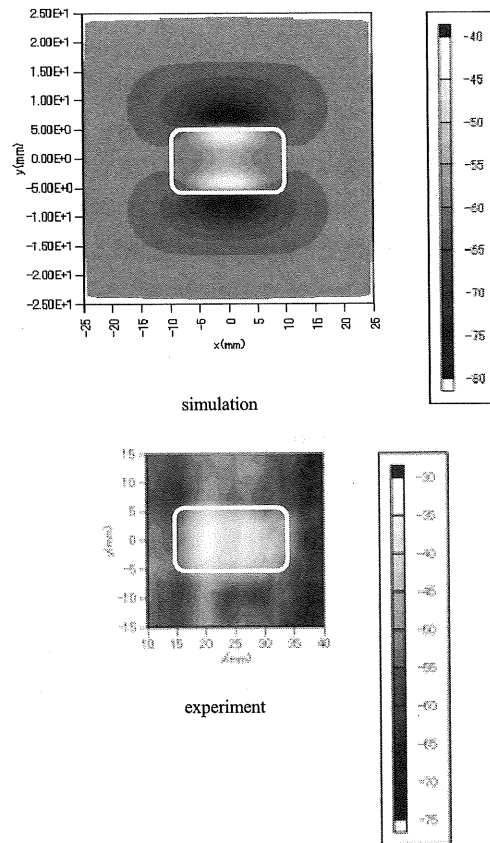 2.50E+1
2.00E+1
1.50E+1
1.00E+1
5.00E+0
0.00E+0
-5.00E+0
-1.00E+1
-1.50E+1
-2.00E+1
-2.50E+1
y(mm)
-25 -20 -15 -10 -5 0 5 10 15 20 25
x(mm)
-40
-45
-50
-55
-60
-65
-70
-75
-80
simulation
15
10
5
0
-5
-10
-15
y(mm)
10 15 20 25 30 35 40
x(mm)
-30
-35
-40
-45
-50
-55
-60
-65
-70
-75
experiment